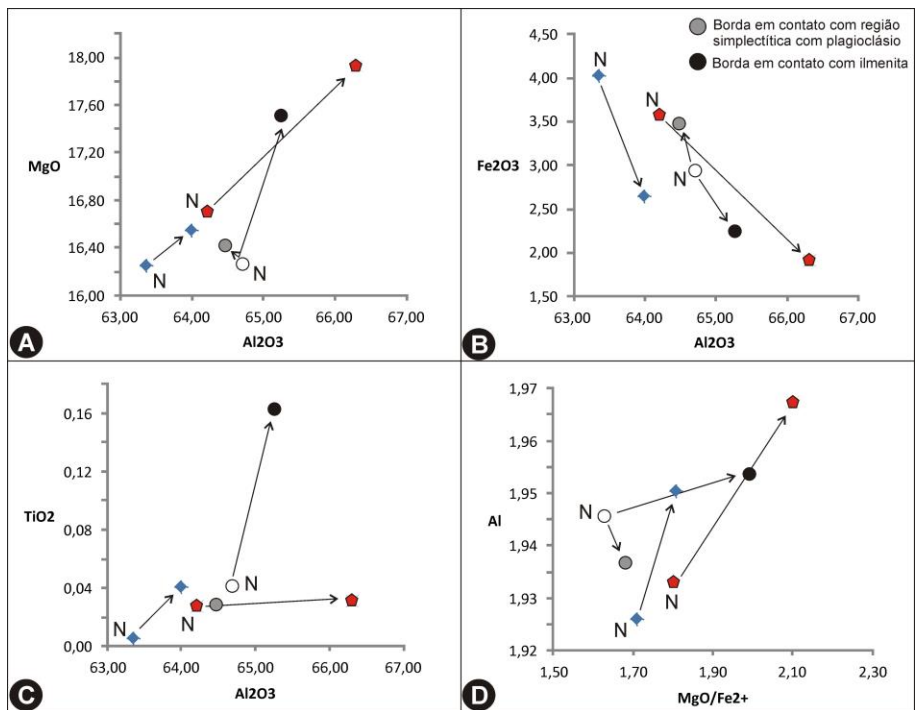 18,00
17,60
17,20
16,80
16,40
16,00
MgO
63,00 64,00 65,00 66,00 67,00
Al2O3
N
N
N
A
Borda em contato com região
simplectítica com plagioclásio
Borda em contato com ilmenita
4,00
3,50
3,00
2,50
2,00
1,50
Fe2O3
63,00 64,00 65,00 66,00 67,00
Al2O3
N
N
N
B
0,16
0,12
0,08
0,04
0,00
TiO2
63,00 64,00 65,00 66,00 67,00
Al2O3
N
N
N
C
1,97
1,96
1,95
1,94
1,93
1,92
Al
1,50 1,70 1,90 2,10 2,30
MgO/Fe2+
N
N
N
D